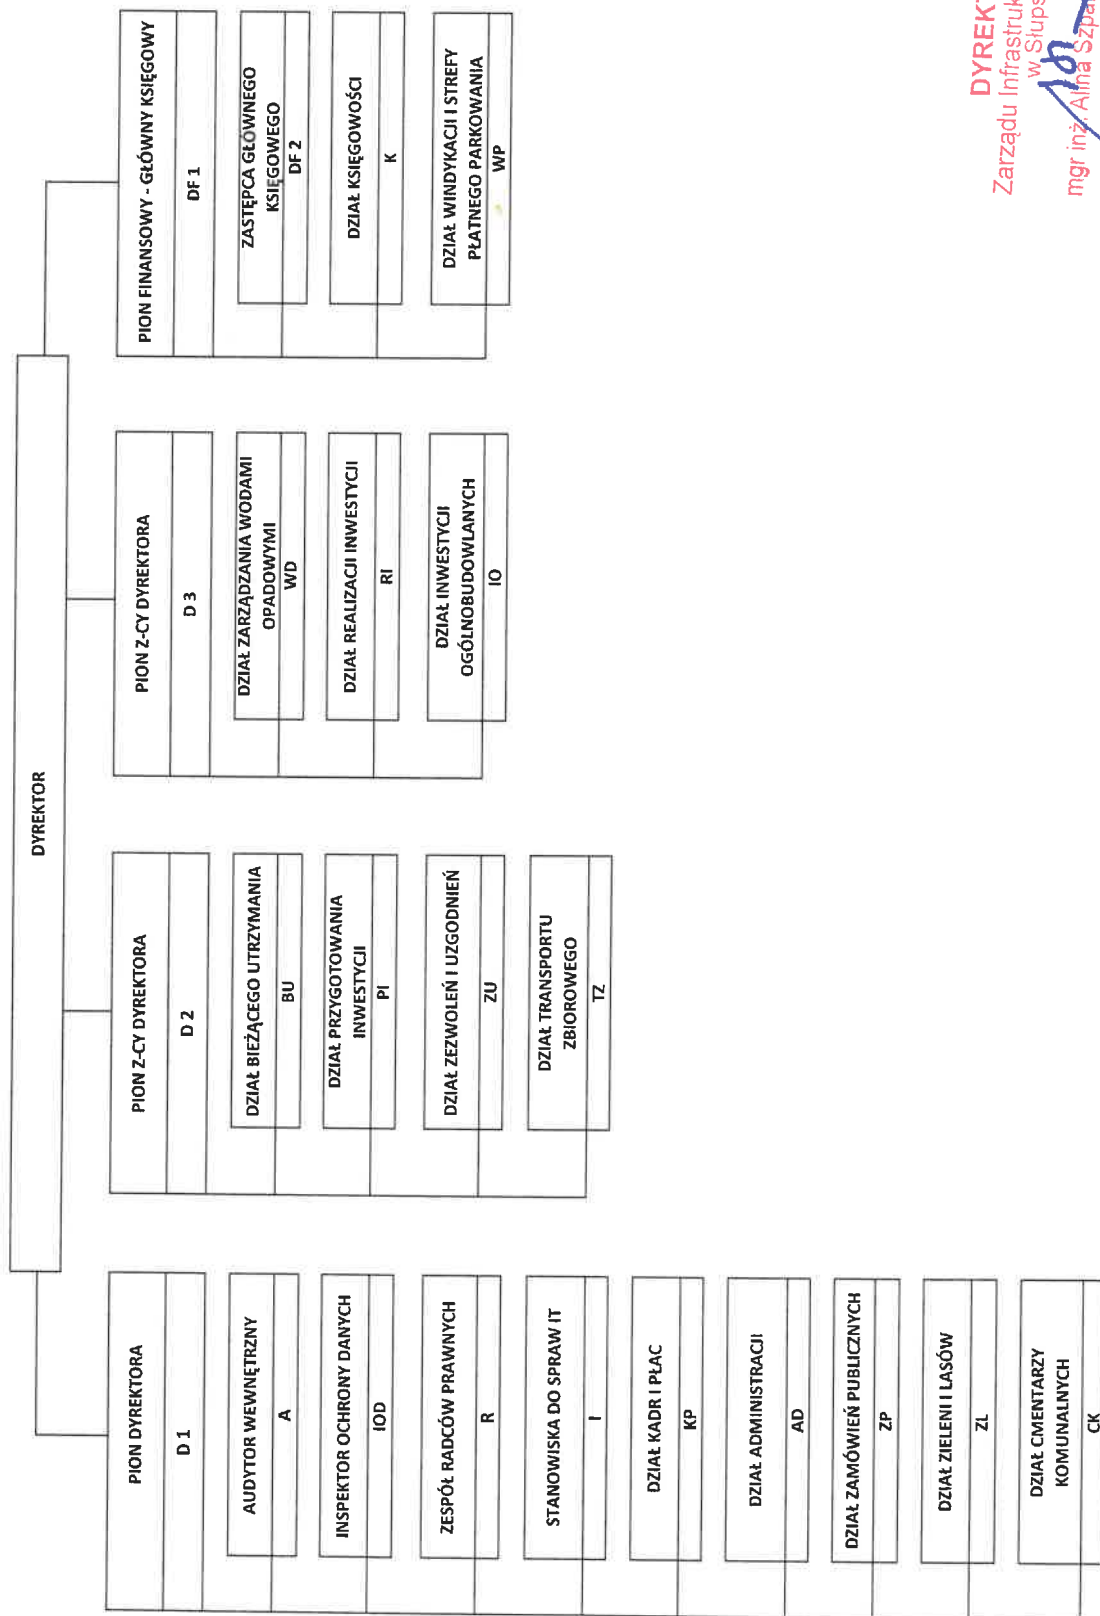 DYREKTOR
PION DYREKTORA
D 1
AUDYTOR WEWNĘTRZNY
A
INSPEKTOR OCHRONY DANYCH
IOD
ZESPÓŁ RADCÓW PRAWNYCH
R
STANOWISKA DO SPRAW IT
I
DZIAŁ KADR I PŁAC
KP
DZIAŁ ADMINISTRACJI
AD
DZIAŁ ZAMÓWIEŃ PUBLICZNYCH
ZP
DZIAŁ ZIELENI I LASÓW
ZL
DZIAŁ CMENTARZY
KOMUNALNYCH
CK
PION Z-CY DYREKTORA
D 2
DZIAŁ BIEŻĄCEGO UTRZYMANIA
BU
DZIAŁ PRZYGOTOWANIA
INWESTYCJI
PI
DZIAŁ ZEZWOLEŃ I UZGODNIEŃ
ZU
DZIAŁ TRANSPORTU
ZBIOROWEGO
TZ
PION Z-CY DYREKTORA
D 3
DZIAŁ ZARZĄDZANIA WODAMI
OPADOWYMI
WD
DZIAŁ REALIZACJI INWESTYCJI
RI
DZIAŁ INWESTYCJI
OGÓLNOBUDOWLANYCH
IO
PION FINANSOWY - GŁÓWNY KSIĘGOWY
DF 1
ZASTĘPCA GŁÓWNEGO
KSIĘGOWEGO
DF 2
DZIAŁ KSIĘGOWOŚCI
K
DZIAŁ WINDYKACJI I STREFY
PŁATNEGO PARKOWANIA
WP
DYREKT
Zarządu Infrastruk
w Słups
mgr inż. Alina Szpa